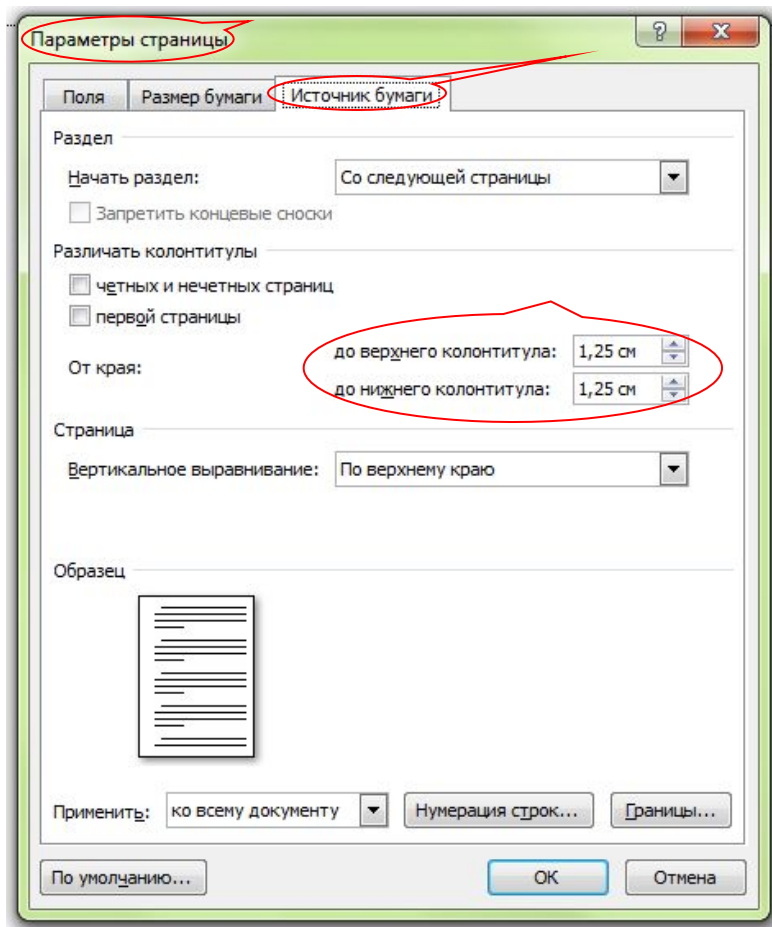 Параметры страницы
Поля Размер бумаги Источник бумаги
Раздел
Начать раздел: Со следующей страницы
Запретить концевые сноски
Различать колонтитулы
четных и нечетных страниц
первой страницы
От края:
до верхнего колонтитула: 1,25 см
до нижнего колонтитула: 1,25 см
Страница
Вертикальное выравнивание: По верхнему краю
Образец
Применить: ко всему документу Нумерация строк... Границы...
По умолчанию... ОК Отмена